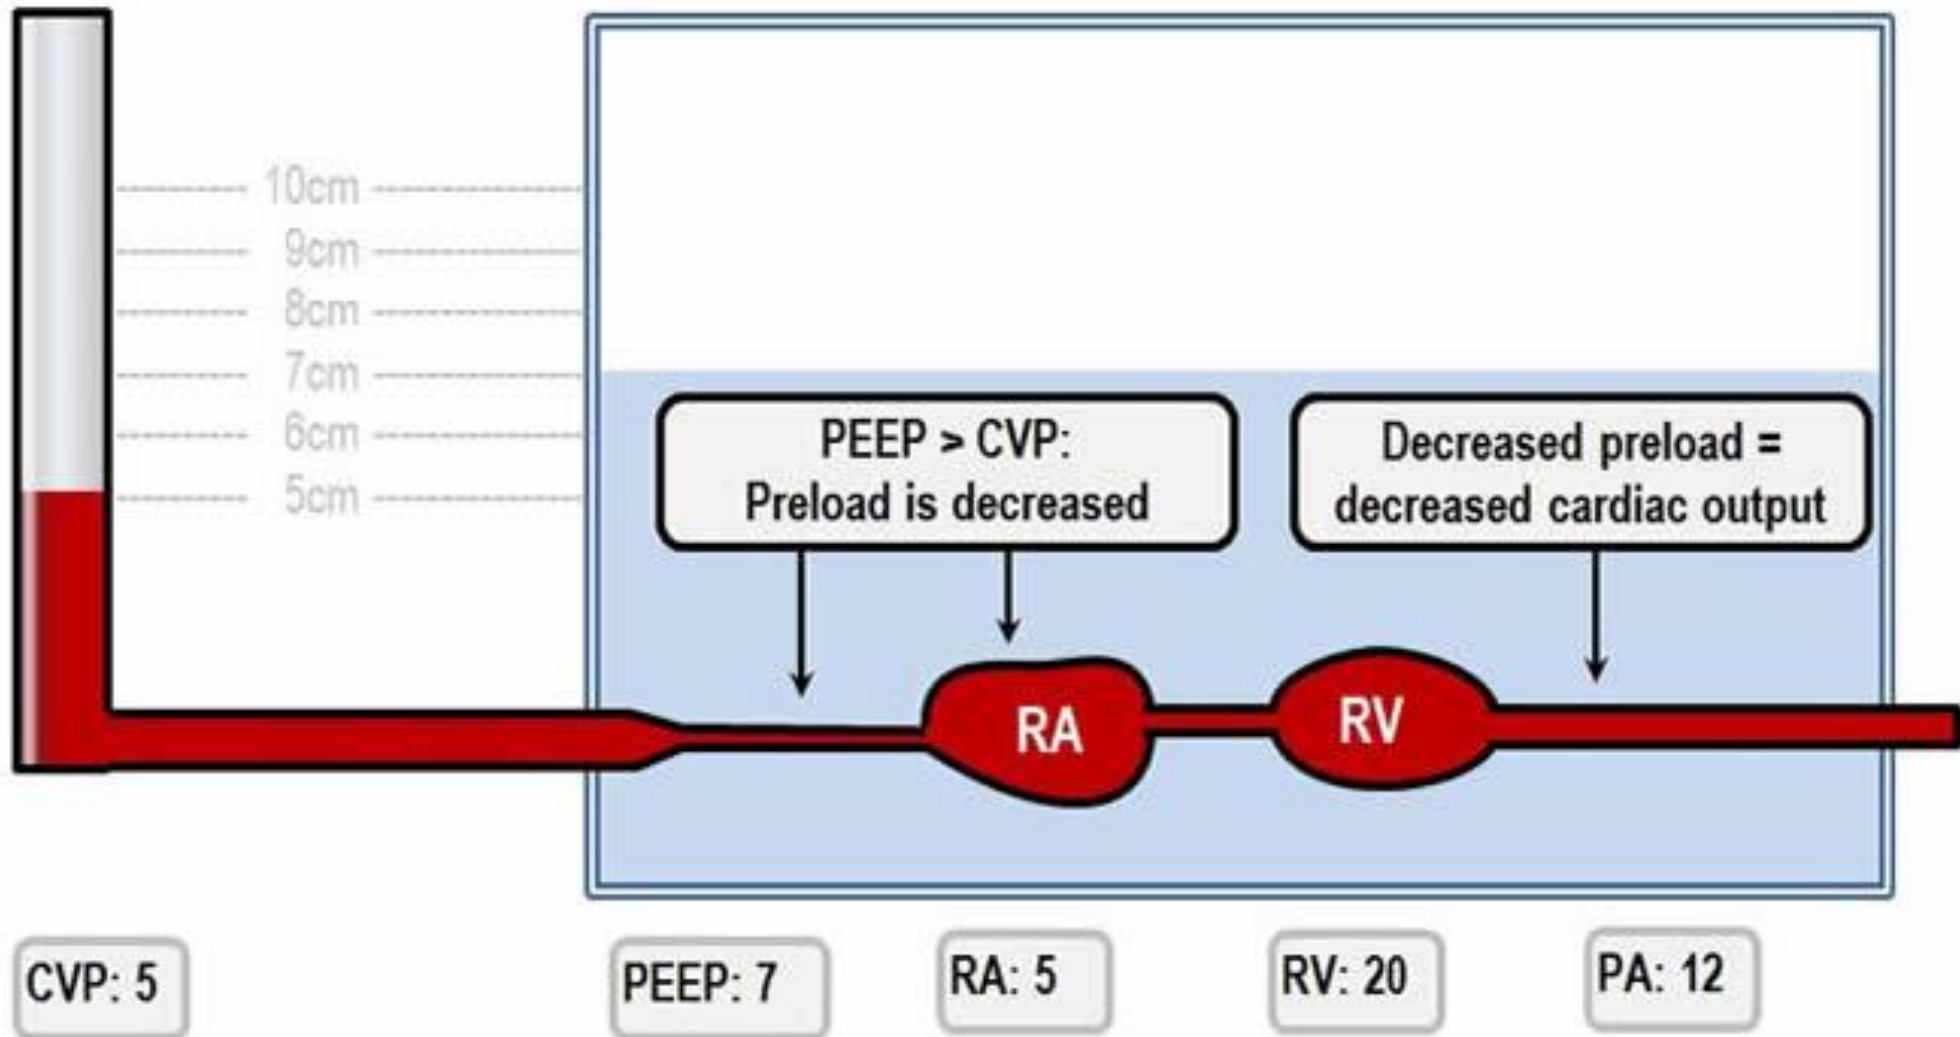 10cm
9cm
8cm
7cm
6cm
5cm
PEEP > CVP:
Preload is decreased
Decreased preload =
decreased cardiac output
RA
RV
CVP: 5
PEEP: 7
RA: 5
RV: 20
PA: 12